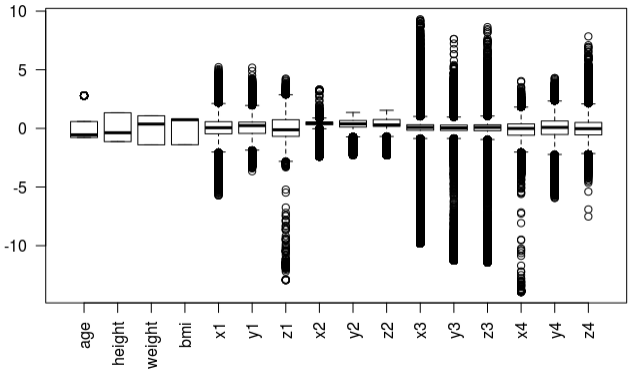 10
5
0
-5
-10
age
height
weight
bmi
x1
y1
z1
x2
y2
z2
x3
y3
z3
x4
y4
z4